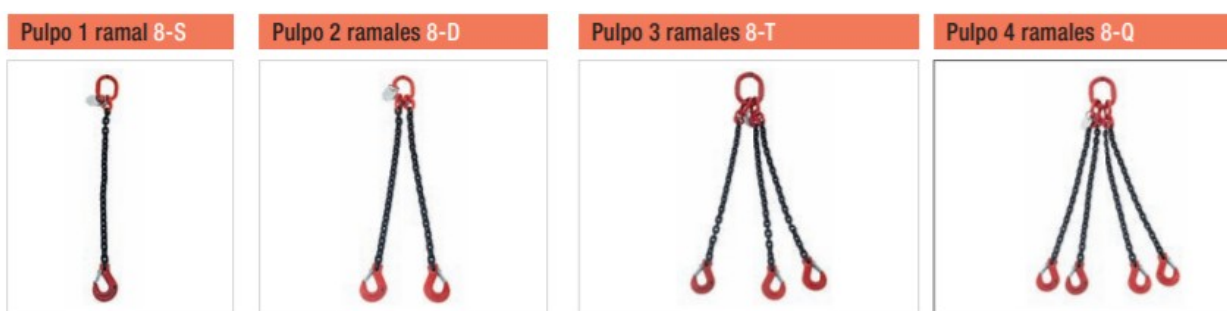 Pulpo 1 ramal 8-S
Pulpo 2 ramales 8-D
Pulpo 3 ramales 8-T
Pulpo 4 ramales 8-Q